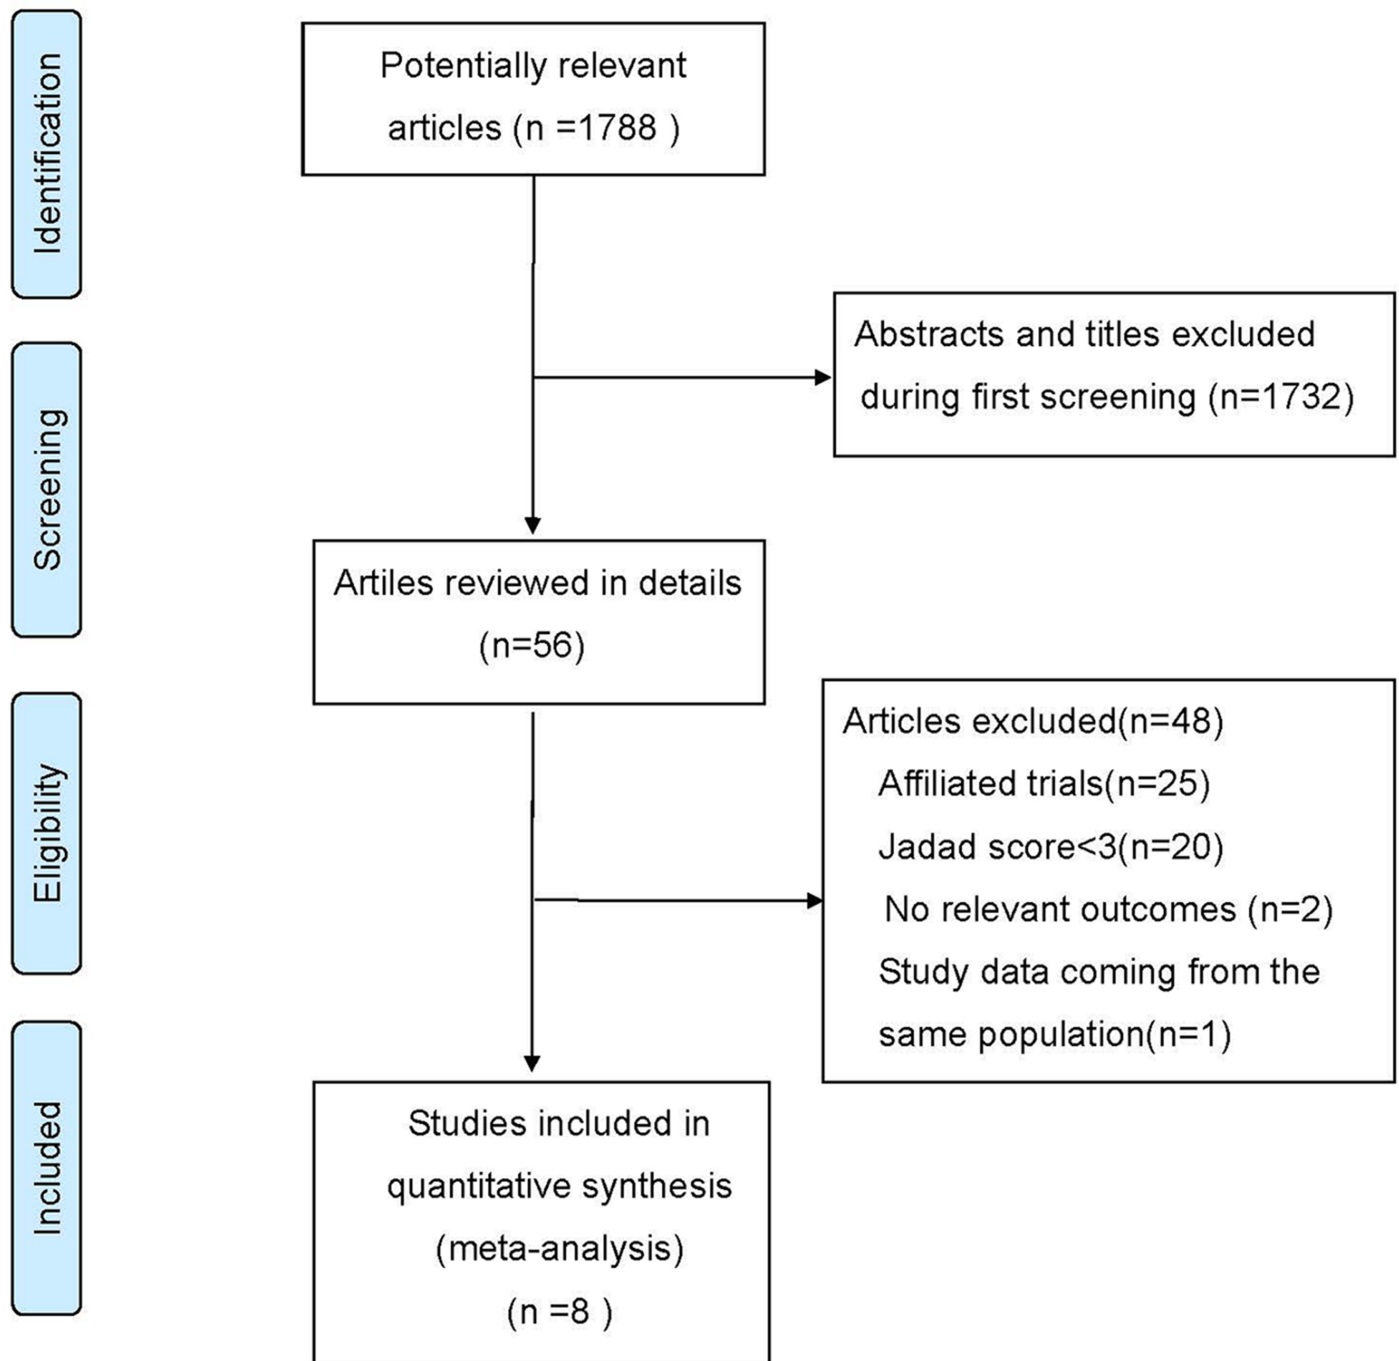 Identification
Potentially relevant
articles (n =1788 )
Screening
Abstracts and titles excluded
during first screening (n=1732)
Artiles reviewed in details
(n=56)
Eligibility
Articles excluded(n=48)
Affiliated trials(n=25)
Jadad score<3(n=20)
No relevant outcomes (n=2)
Study data coming from the
same population(n=1)
Included
Studies included in
quantitative synthesis
(meta-analysis)
(n =8 )